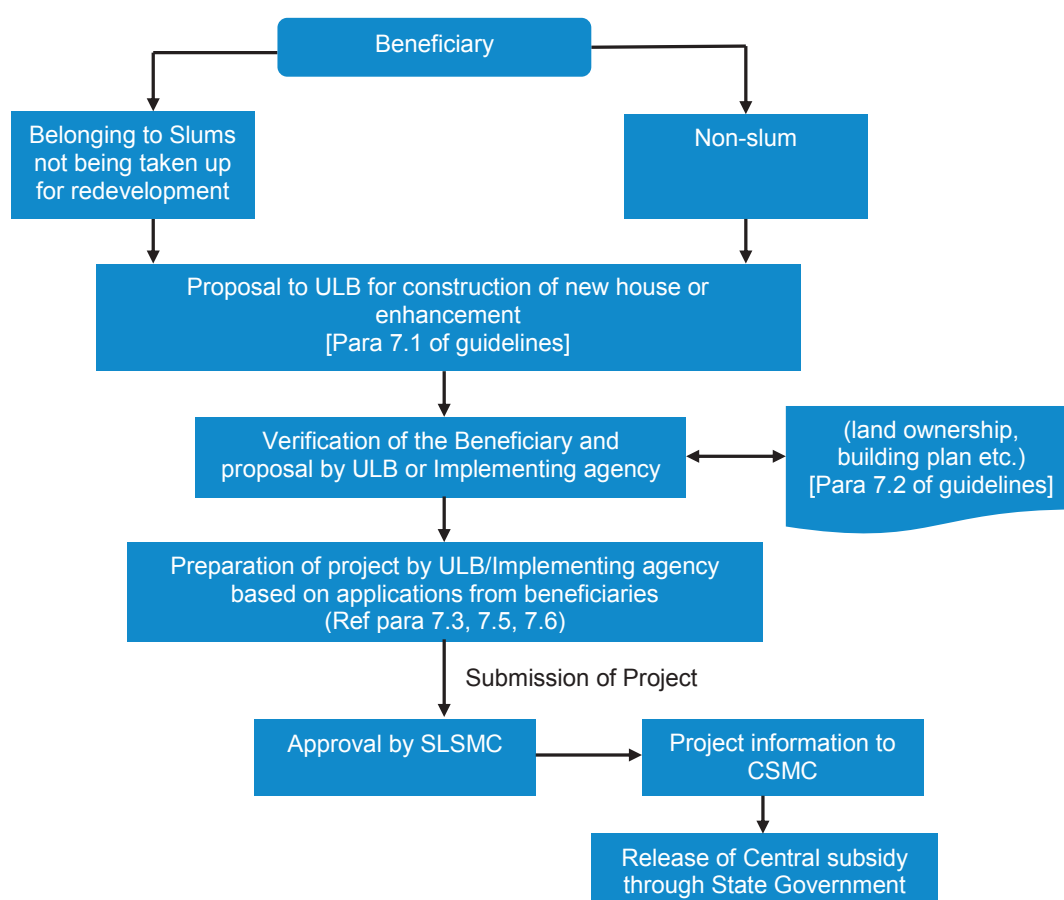 Beneficiary
Belonging to Slums
not being taken up
for redevelopment
Non-slum
Proposal to ULB for construction of new house or
enhancement
[Para 7.1 of guidelines]
Verification of the Beneficiary and
proposal by ULB or Implementing agency
(land ownership,
building plan etc.)
[Para 7.2 of guidelines]
Preparation of project by ULB/Implementing agency
based on applications from beneficiaries
(Ref para 7.3, 7.5, 7.6)
Submission of Project
Approval by SLSMC
Project information to
CSMC
Release of Central subsidy
through State Government